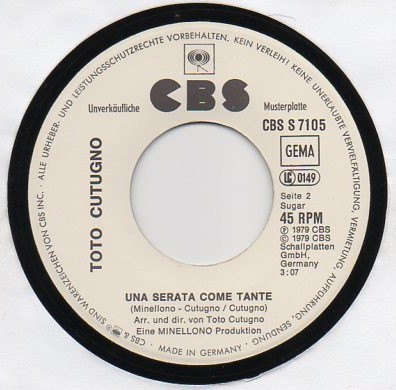 ALLE URHEBER- UND LEISTUNGSSCHUTZRECHTE VORBEHALTEN. KEIN VERLEIH! KEINE UNERLAUBTE VERVIELFÄLTIGUNG, VERMIETUNG, AUFFÜHRUNG, SENDUNG!
CBS
Unverkäufliche Musterplatte
CBS S 7105
GEMA
LC 0149
Seite 2
Sugar
45 RPM
Ⓟ 1979 CBS
© 1979 CBS
Schallplatten
GmbH,
Germany
3:07
TOTO CUTUGNO
UNA SERATA COME TANTE
(Minellono - Cutugno / Cutugno)
Arr. und dir. von Toto Cutugno
Eine MINELLONO Produktion
® CBS & SIND WARENZEICHEN VON CBS INC.
• MADE IN GERMANY •